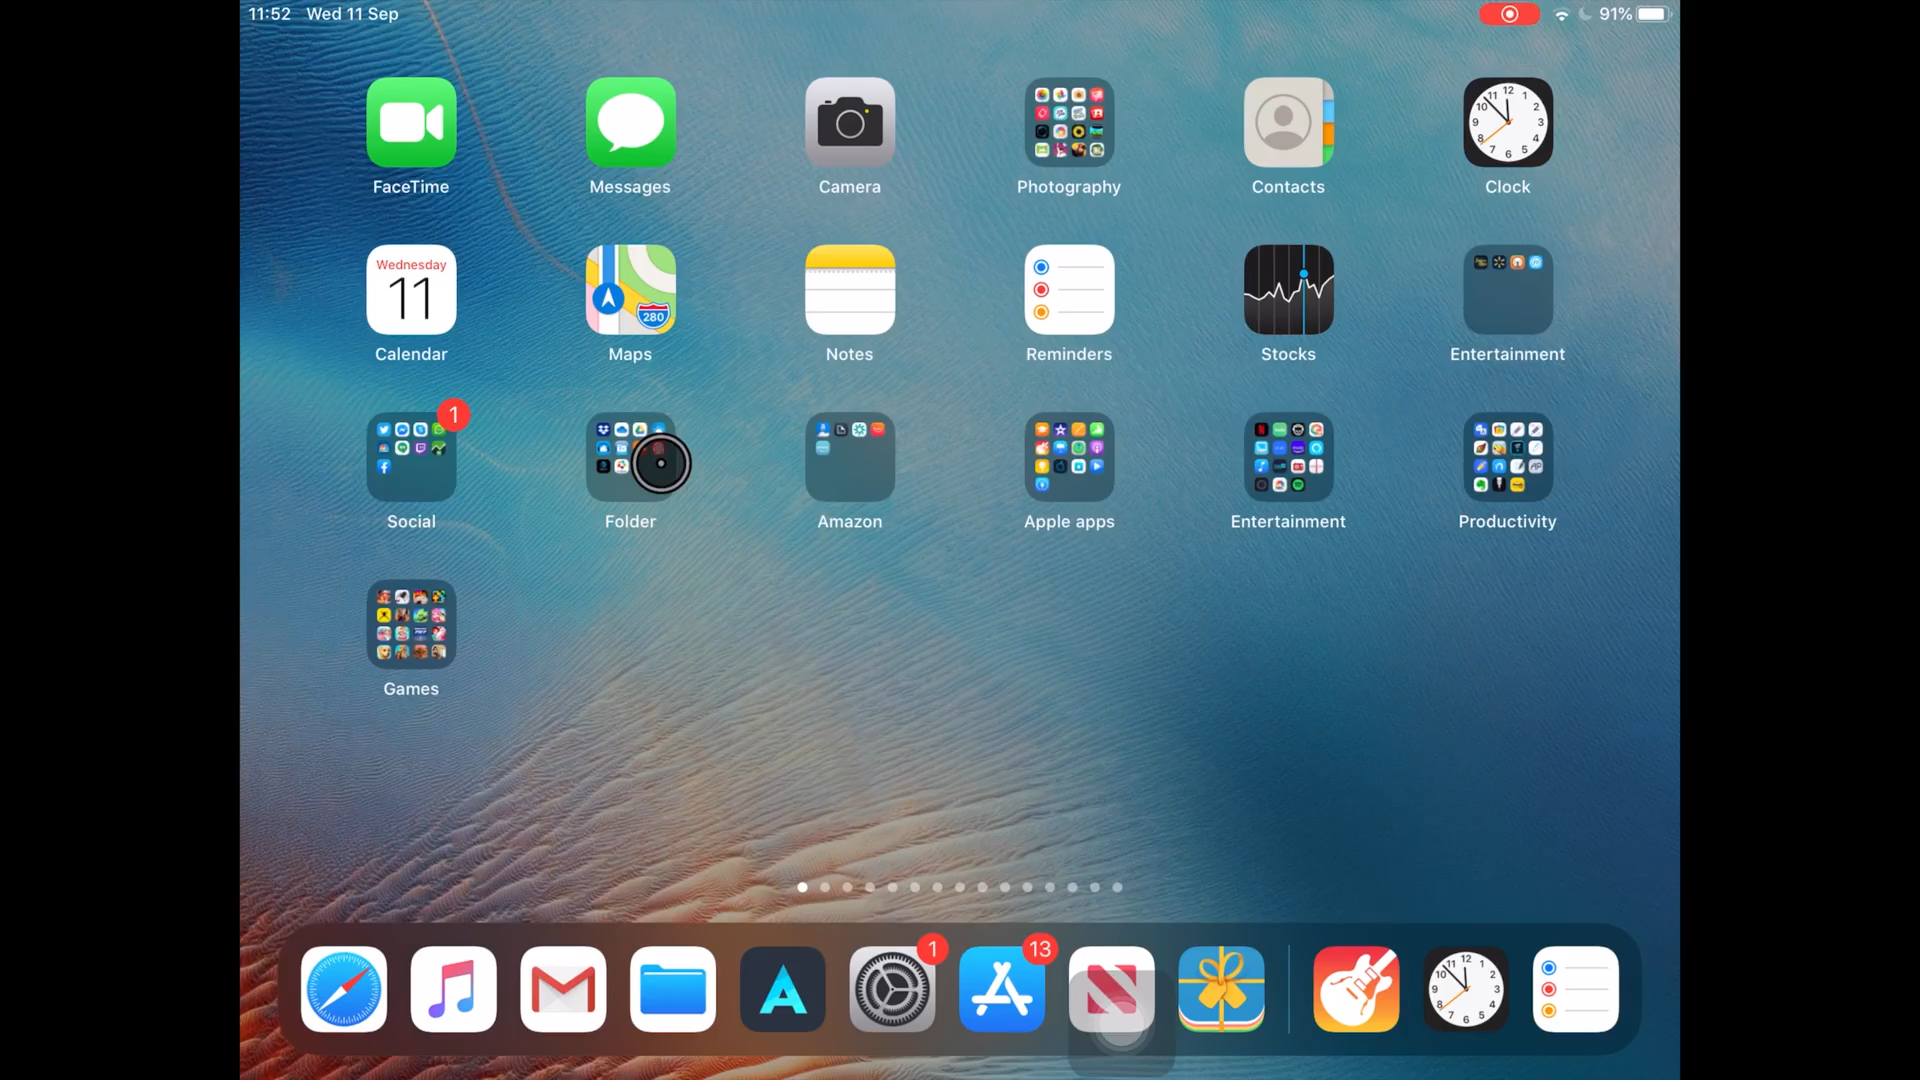 11:52 Wed 11 Sep 91%
FaceTime Messages Camera Photography Contacts Clock
Wednesday
11
280
Calendar Maps Notes Reminders Stocks Entertainment
1
Social Folder Amazon Apple apps Entertainment Productivity
Games
1 13